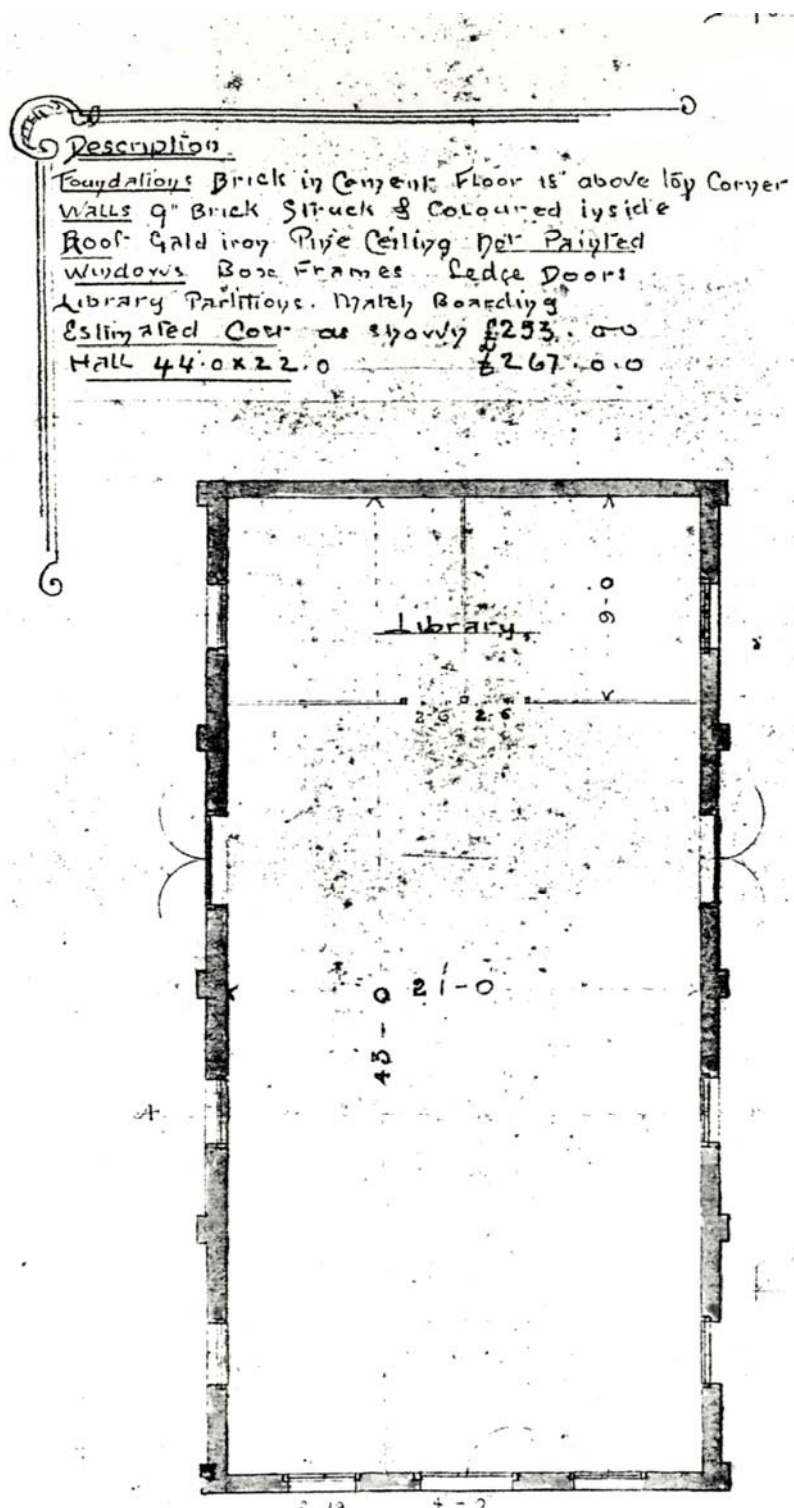 Description
Foundations Brick in Cement Floor 18" above top Corner
Walls 9" Brick Struck & Coloured inside
Roof Gald iron Pine Ceiling Not Painted
Windows Box Frames Ledge Doors
Library Partitions. Match Boarding
Estimated Cost as shown £253.00
Hall 44.0 x 22.0 £267.0.0
Library
9-0
2.6 2.6
21-0
43-0
A